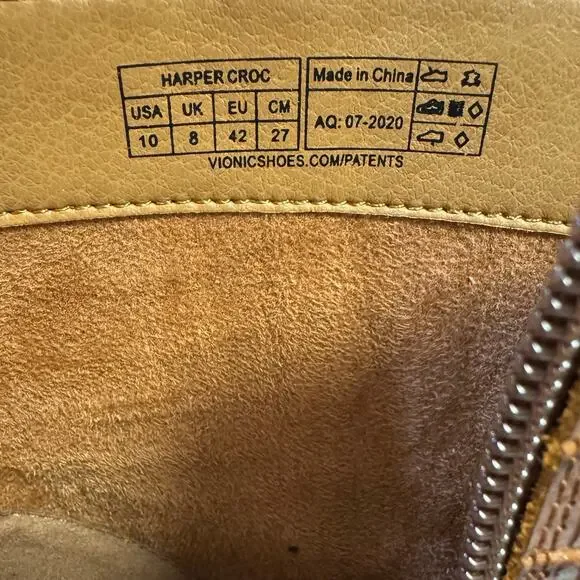 HARPER CROC Made in China
USA UK EU CM
10 8 42 27
AQ: 07-2020
VIONICSHOES.COM/PATENTS